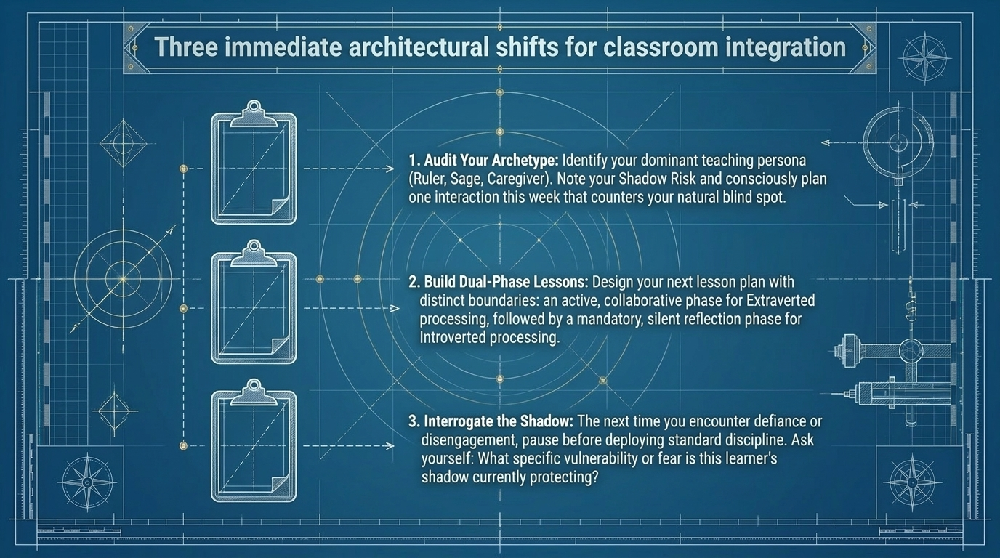 Three immediate architectural shifts for classroom integration
1. Audit Your Archetype: Identify your dominant teaching persona
(Ruler, Sage, Caregiver). Note your Shadow Risk and consciously plan
one interaction this week that counters your natural blind spot.
2. Build Dual-Phase Lessons: Design your next lesson plan with
distinct boundaries: an active, collaborative phase for Extraverted
processing, followed by a mandatory, silent reflection phase for
Introverted processing.
3. Interrogate the Shadow: The next time you encounter defiance or
disengagement, pause before deploying standard discipline. Ask
yourself: What specific vulnerability or fear is this learner's
shadow currently protecting?